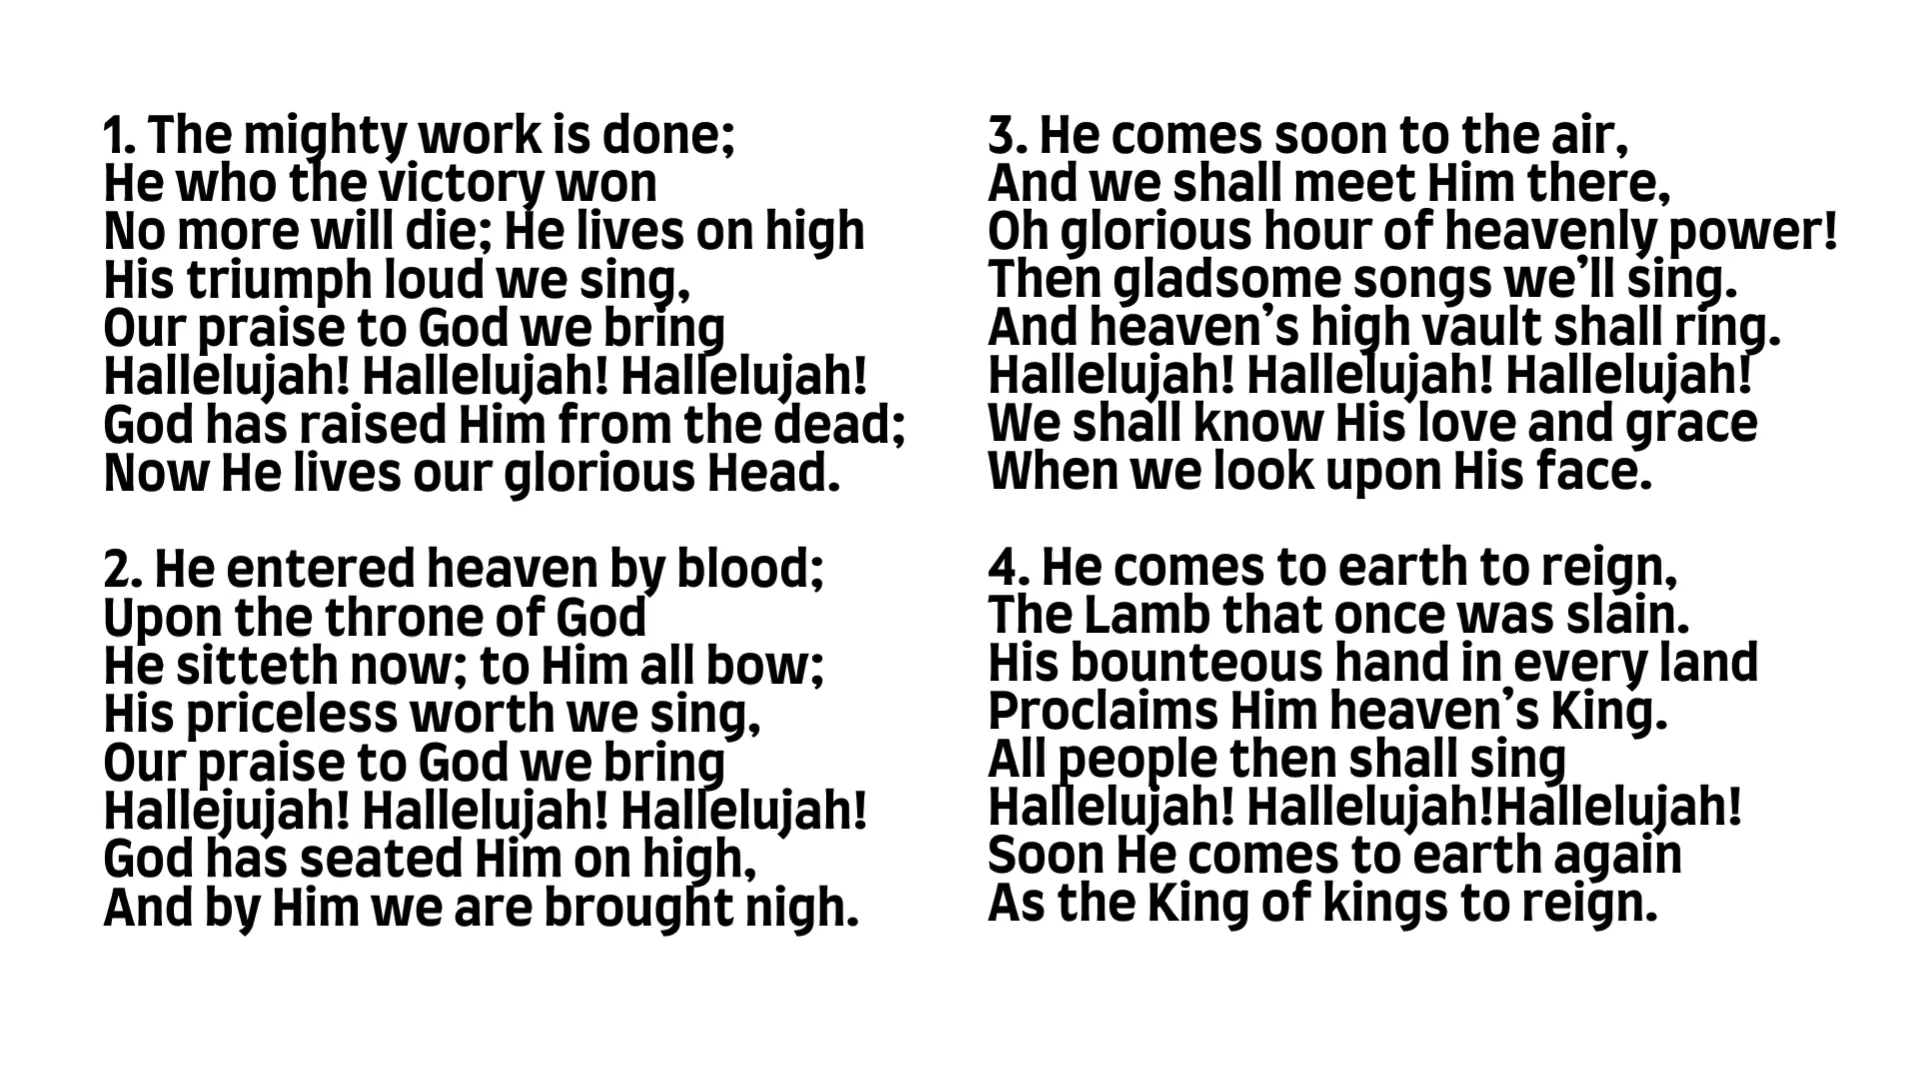 1. The mighty work is done;
He who the victory won
No more will die; He lives on high
His triumph loud we sing,
Our praise to God we bring
Hallelujah! Hallelujah! Hallelujah!
God has raised Him from the dead;
Now He lives our glorious Head.
2. He entered heaven by blood;
Upon the throne of God
He sitteth now; to Him all bow;
His priceless worth we sing,
Our praise to God we bring
Hallejujah! Hallelujah! Hallelujah!
God has seated Him on high,
And by Him we are brought nigh.
3. He comes soon to the air,
And we shall meet Him there,
Oh glorious hour of heavenly power!
Then gladsome songs we’ll sing.
And heaven’s high vault shall ring.
Hallelujah! Hallelujah! Hallelujah!
We shall know His love and grace
When we look upon His face.
4. He comes to earth to reign,
The Lamb that once was slain.
His bounteous hand in every land
Proclaims Him heaven’s King.
All people then shall sing
Hallelujah! Hallelujah!Hallelujah!
Soon He comes to earth again
As the King of kings to reign.